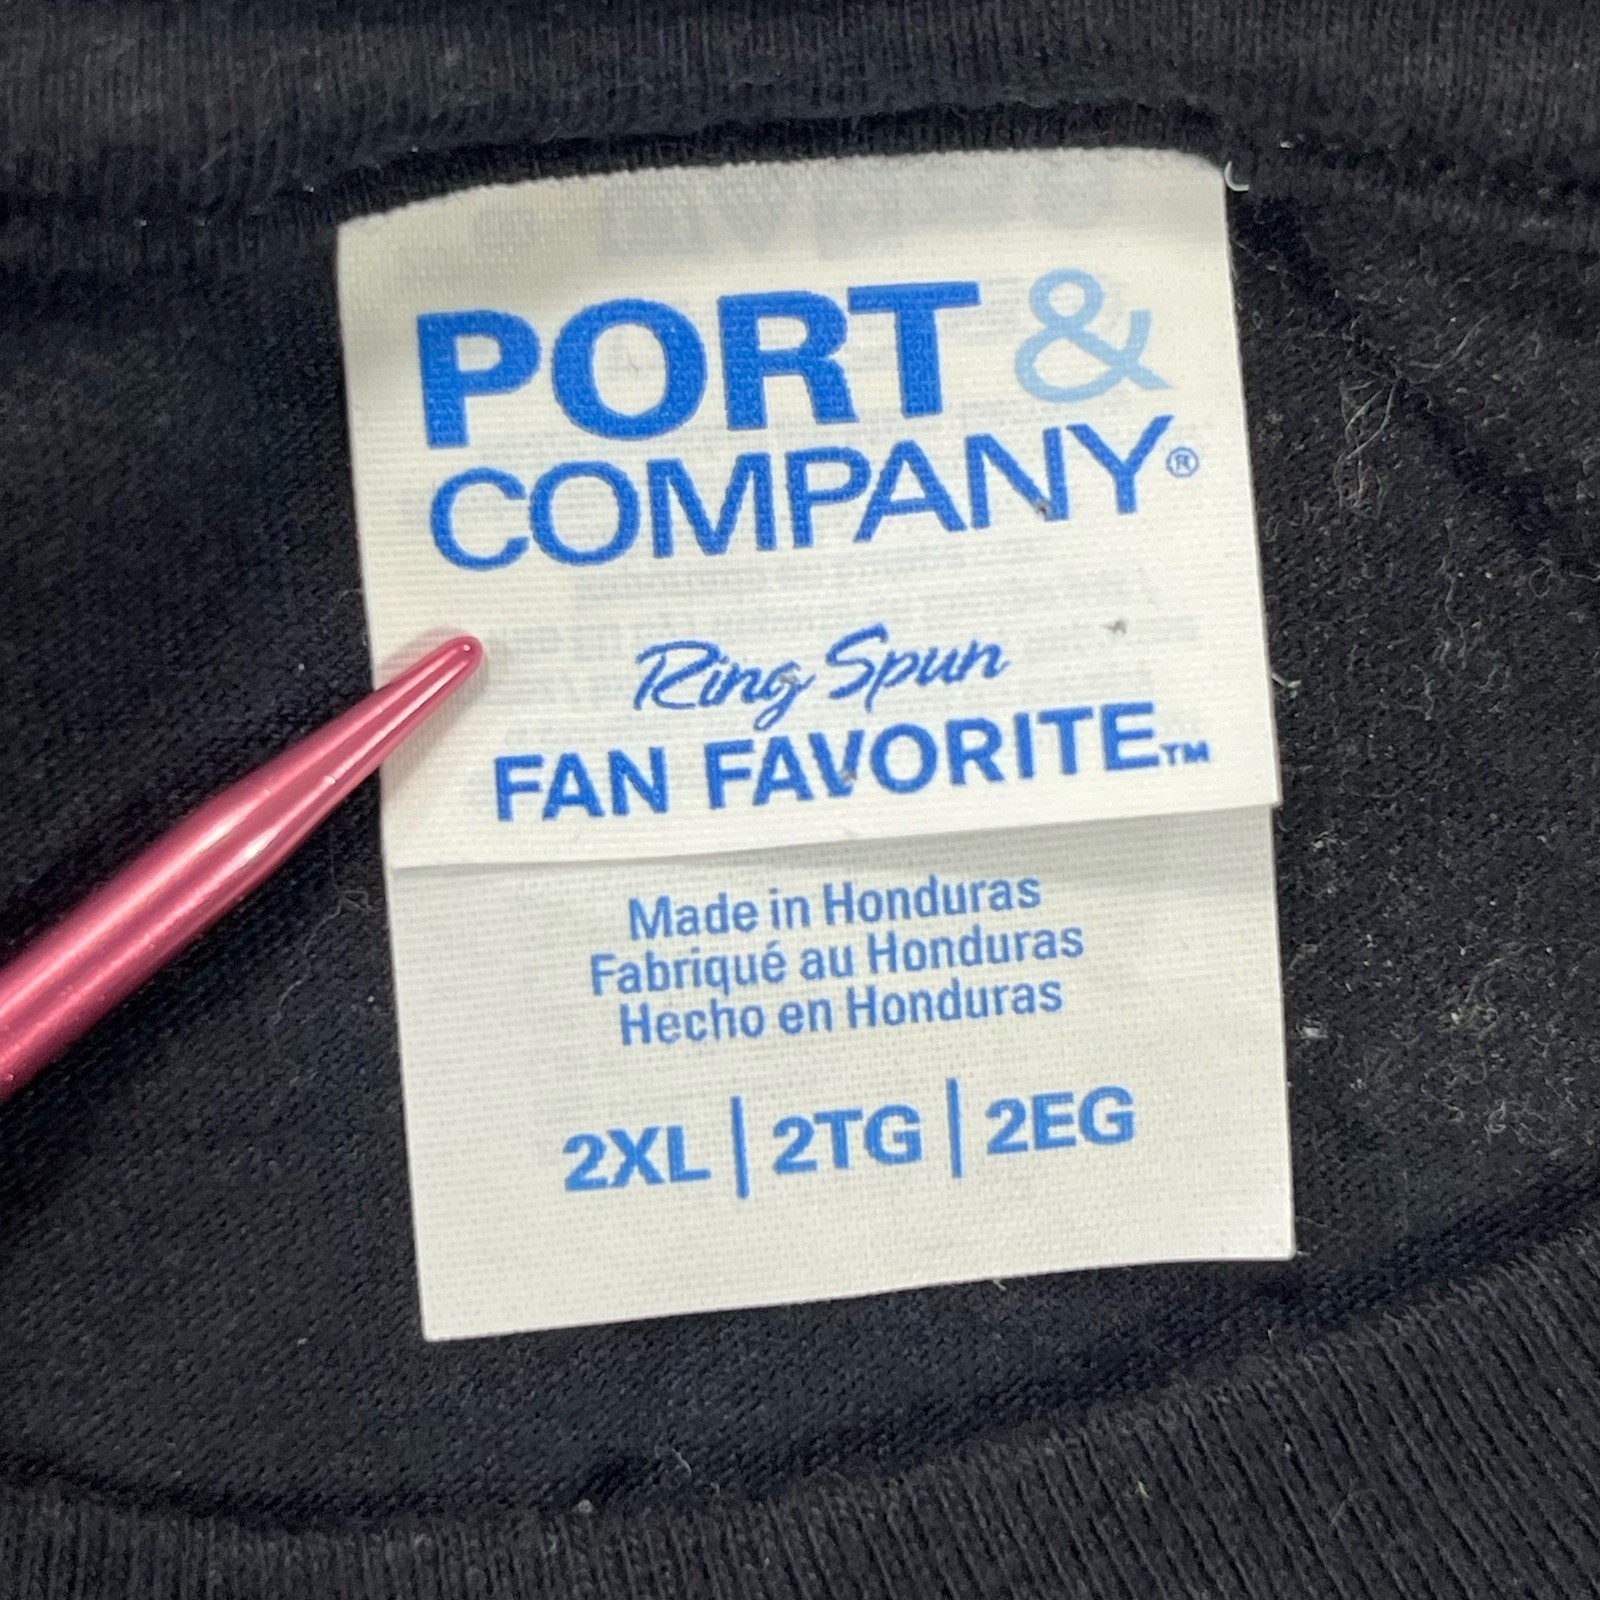 PORT &
COMPANY®
Ring Spun
FAN FAVORITE™
Made in Honduras
Fabriqué au Honduras
Hecho en Honduras
2XL | 2TG | 2EG